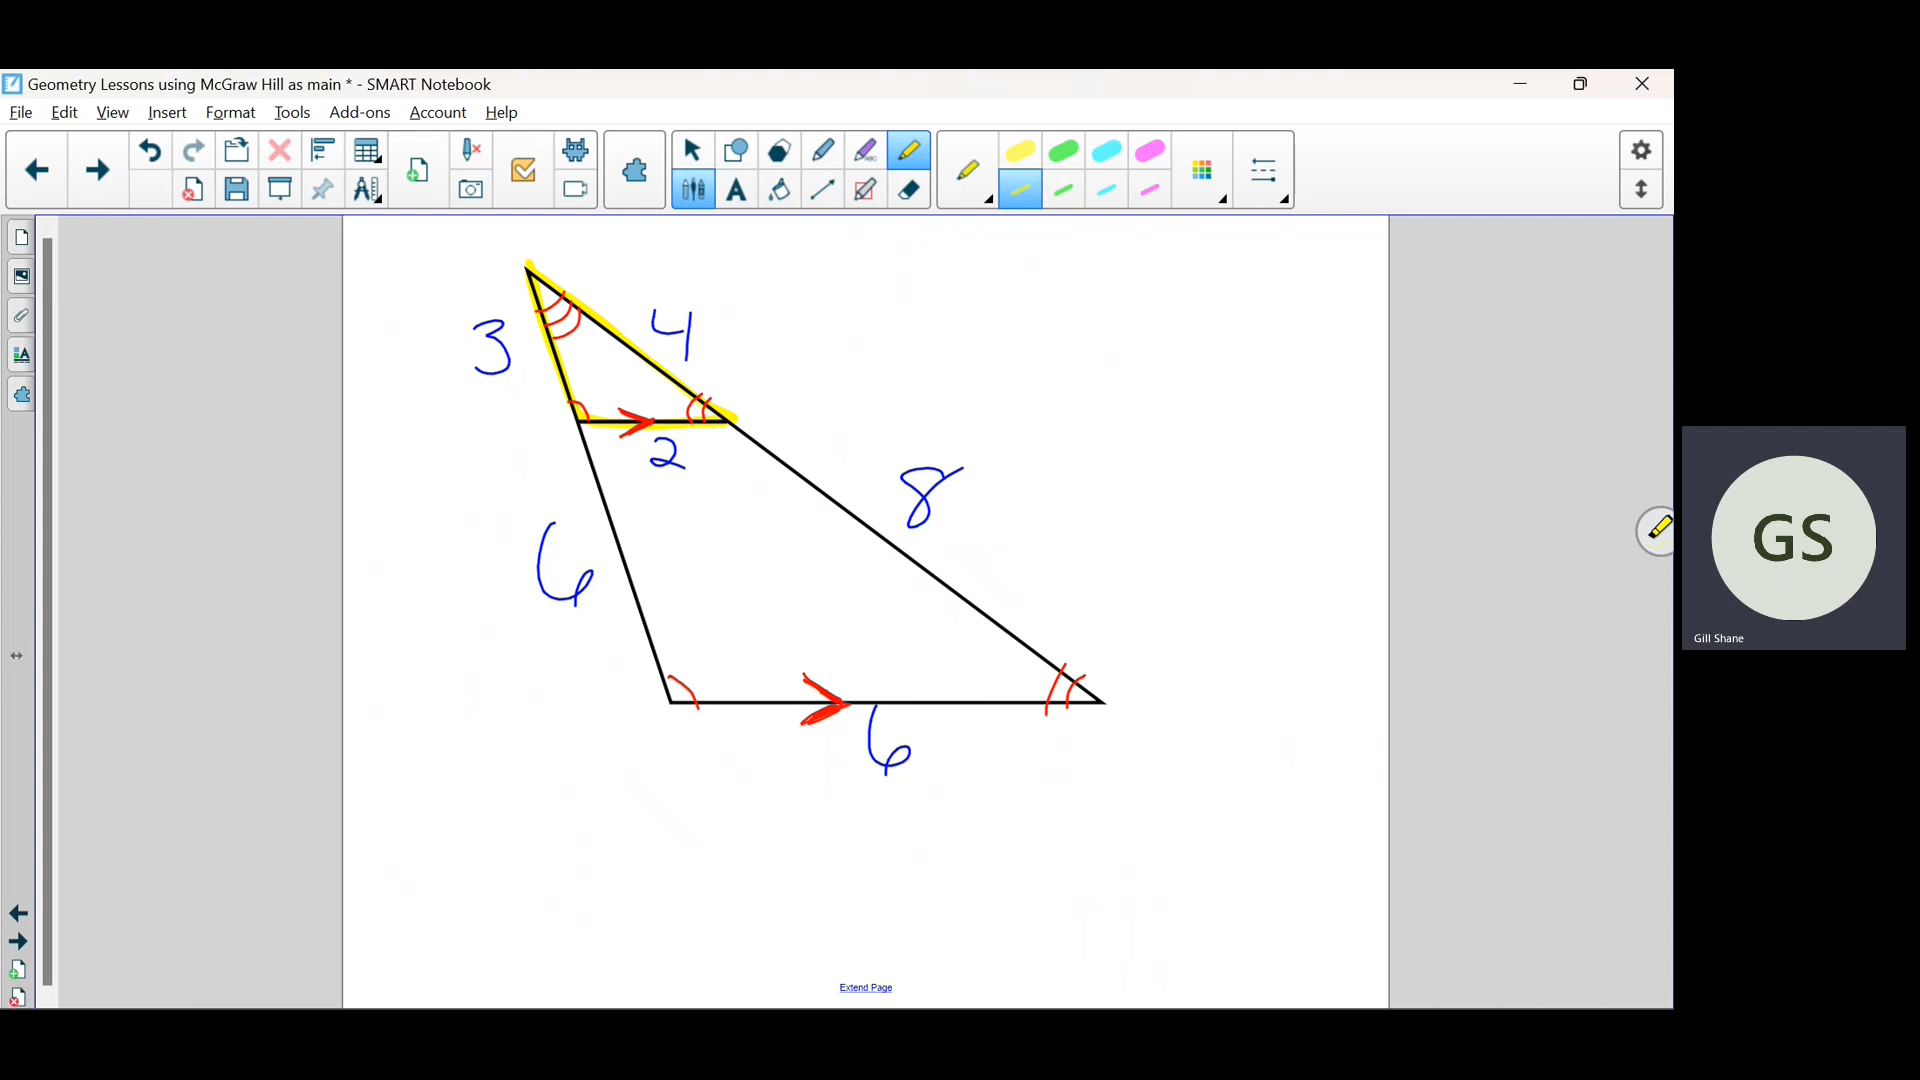 Geometry Lessons using McGraw Hill as main * - SMART Notebook
File Edit View Insert Format Tools Add-ons Account Help
3
4
2
8
6
6
GS
Gill Shane
Extend Page